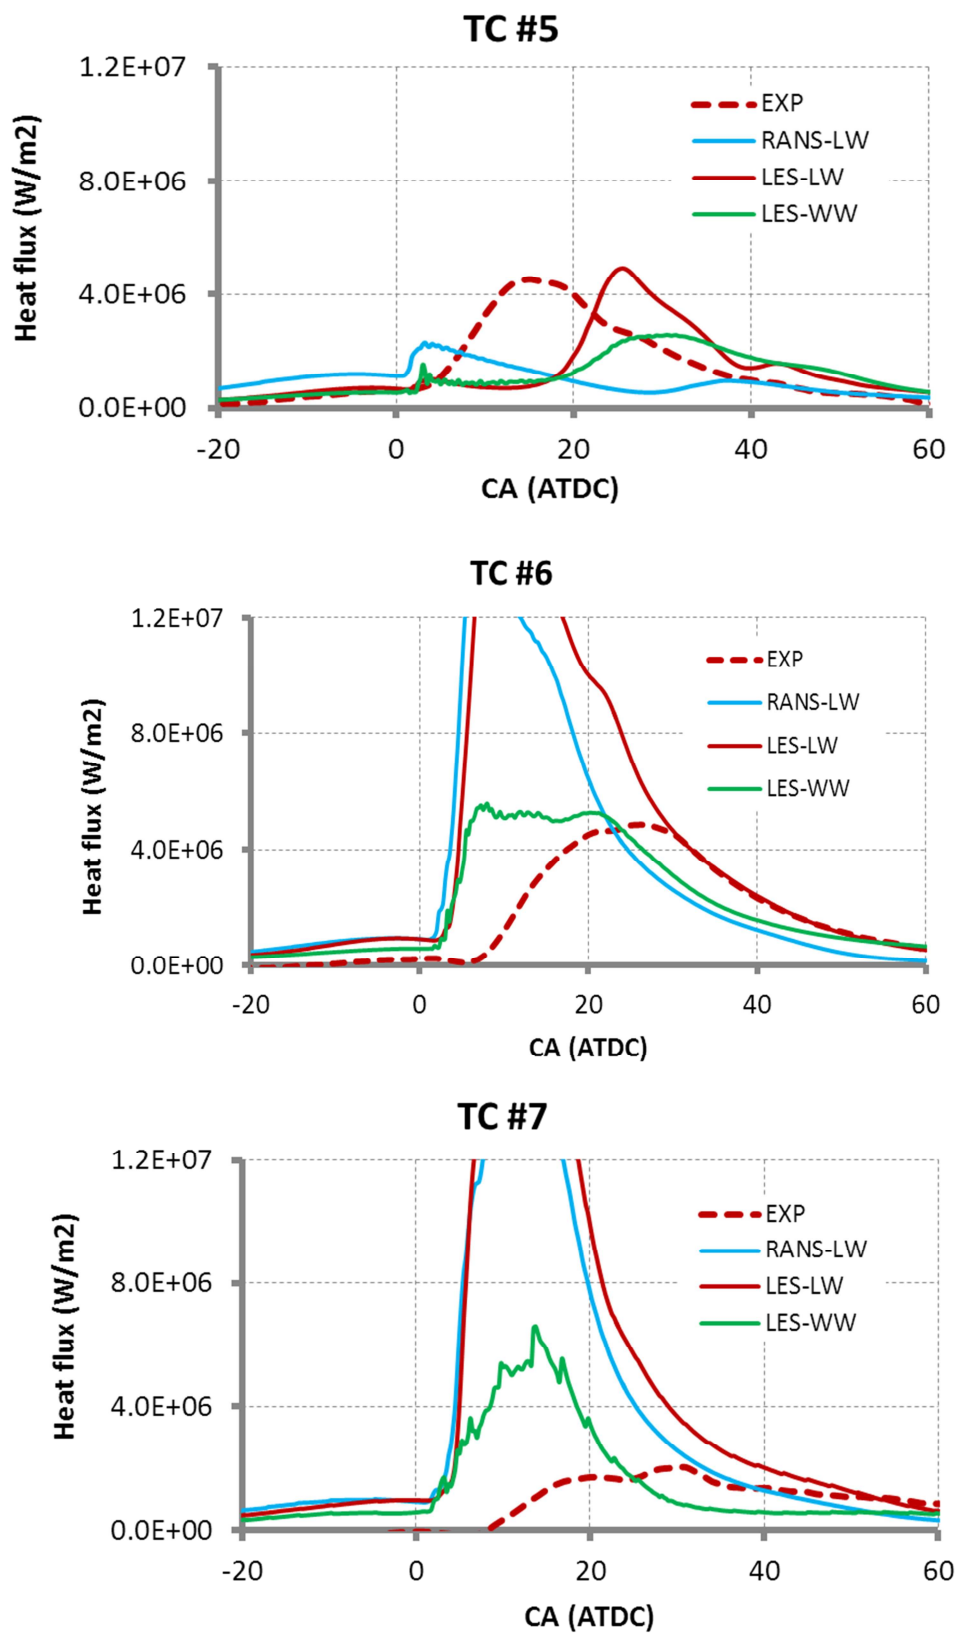 TC #5
1.2E+07
8.0E+06
4.0E+06
0.0E+00
Heat flux (W/m2)
EXP
RANS-LW
LES-LW
LES-WW
-20 0 20 40 60
CA (ATDC)
TC #6
1.2E+07
8.0E+06
4.0E+06
0.0E+00
Heat flux (W/m2)
EXP
RANS-LW
LES-LW
LES-WW
-20 0 20 40 60
CA (ATDC)
TC #7
1.2E+07
8.0E+06
4.0E+06
0.0E+00
Heat flux (W/m2)
EXP
RANS-LW
LES-LW
LES-WW
-20 0 20 40 60
CA (ATDC)